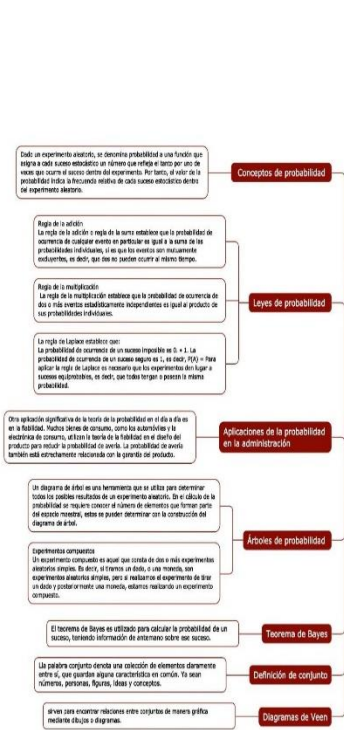 Dado un experimento aleatorio, se denomina probabilidad a una función que
asigna a cada suceso estocástico un número que refleja el tanto por uno de
veces que ocurre el suceso dentro del experimento. Por tanto, el valor de la
probabilidad indica la frecuencia relativa de cada suceso estocástico dentro
del experimento aleatorio.
Conceptos de probabilidad
Regla de la adición
La regla de la adición o regla de la suma establece que la probabilidad de
ocurrencia de cualquier evento en particular es igual a la suma de las
probabilidades individuales, si es que los eventos son mutuamente
excluyentes, es decir, que dos no pueden ocurrir al mismo tiempo.
Regla de la multiplicación
La regla de la multiplicación establece que la probabilidad de ocurrencia de
dos o más eventos estadísticamente independientes es igual al producto de
sus probabilidades individuales.
Leyes de probabilidad
La regla de Laplace establece que:
La probabilidad de ocurrencia de un suceso imposible es 0. + 1. La
probabilidad de ocurrencia de un suceso seguro es 1, es decir, P(A) = Para
aplicar la regla de Laplace es necesario que los experimentos den lugar a
sucesos equiprobables, es decir, que todos tengan o posean la misma
probabilidad.
Otra aplicación significativa de la teoría de la probabilidad en el día a día es
en la fiabilidad. Muchos bienes de consumo, como los automóviles y la
electrónica de consumo, utilizan la teoría de la fiabilidad en el diseño del
producto para reducir la probabilidad de avería. La probabilidad de avería
también está estrechamente relacionada con la garantía del producto.
Aplicaciones de la probabilidad
en la administración
Un diagrama de árbol es una herramienta que se utiliza para determinar
todos los posibles resultados de un experimento aleatorio. En el cálculo de la
probabilidad se requiere conocer el número de elementos que forman parte
del espacio maestral, estos se pueden determinar con la construcción del
diagrama de árbol.
Árboles de probabilidad
Experimentos compuestos
Un experimento compuesto es aquel que consta de dos o más experimentos
aleatorios simples. Es decir, si tiramos un dado, o una moneda, son
experimentos aleatorios simples, pero si realizamos el experimento de tirar
un dado y posteriormente una moneda, estamos realizando un experimento
compuesto.
El teorema de Bayes es utilizado para calcular la probabilidad de un
suceso, teniendo información de antemano sobre ese suceso.
Teorema de Bayes
Lla palabra conjunto denota una colección de elementos claramente
entre sí, que guardan alguna característica en común. Ya sean
números, personas, figuras, ideas y conceptos.
Definición de conjunto
sirven para encontrar relaciones entre conjuntos de manera gráfica
mediante dibujos o diagramas.
Diagramas de Veen